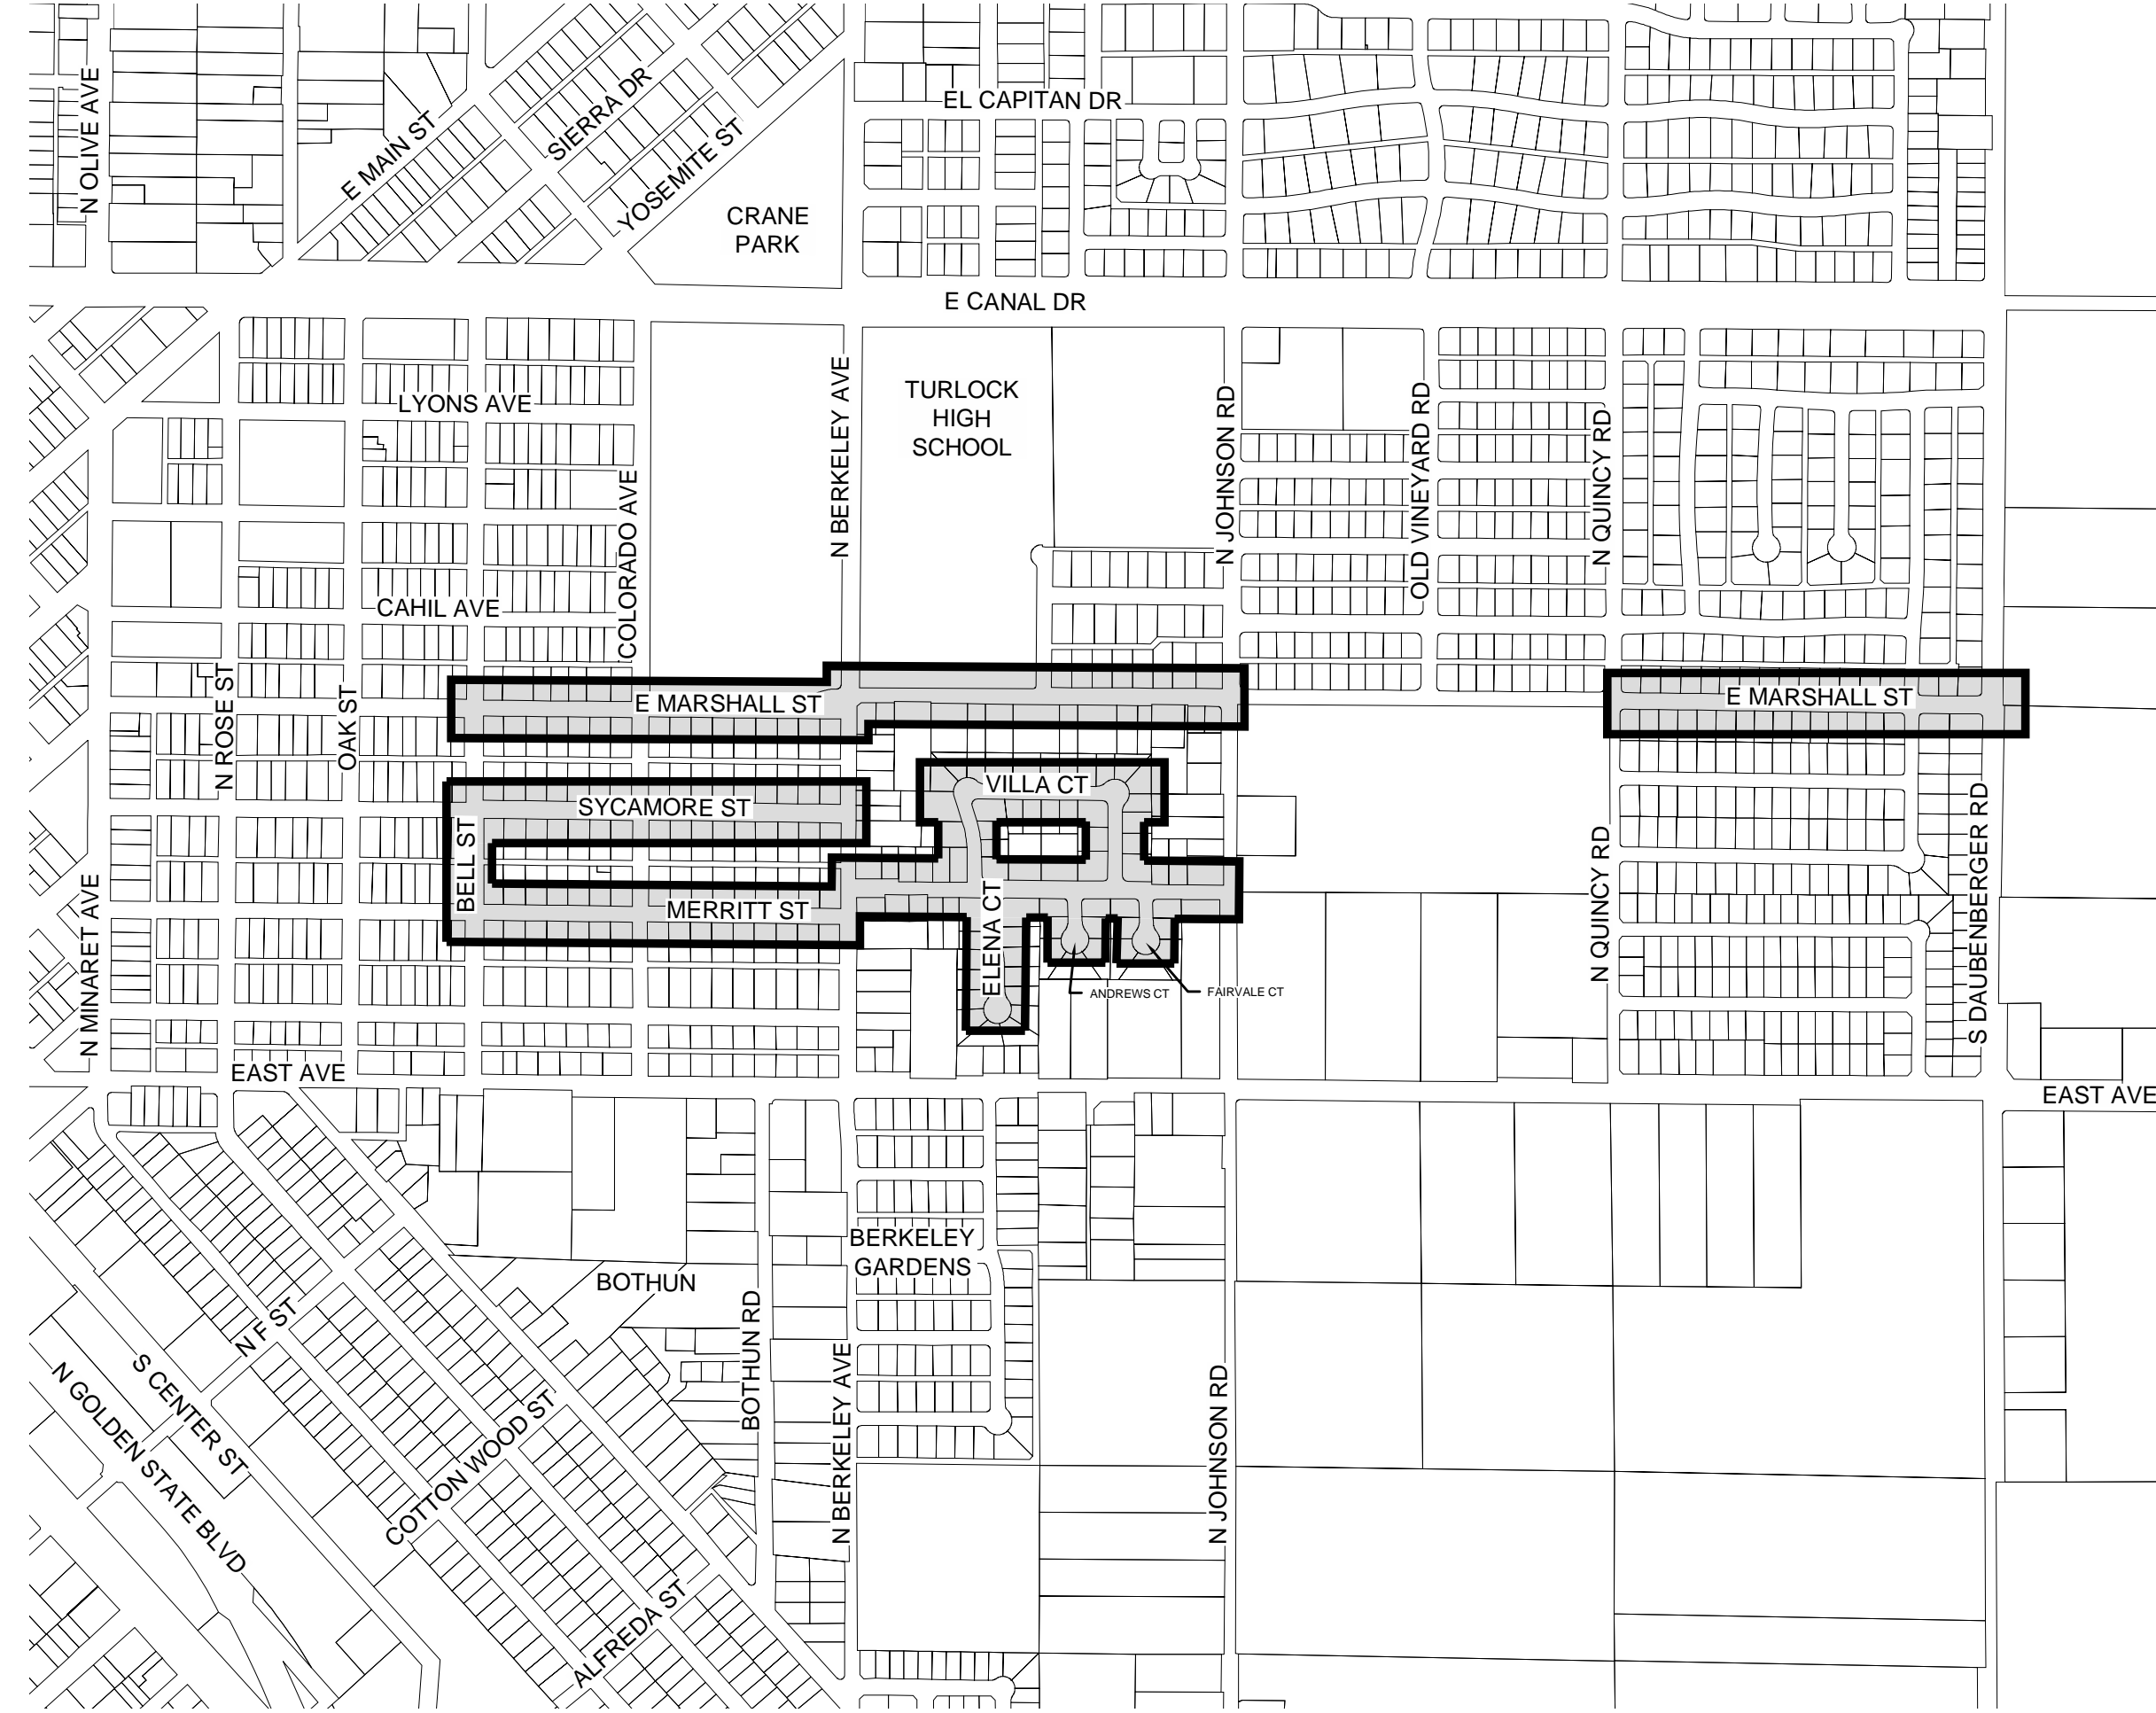 N OLIVE AVE
E MAIN ST
SIERRA DR
YOSEMITE ST
CRANE
PARK
EL CAPITAN DR
E CANAL DR
LYONS AVE
CAHIL AVE
COLORADO AVE
N BERKELEY AVE
TURLOCK
HIGH
SCHOOL
N JOHNSON RD
OLD VINEYARD RD
N QUINCY RD
N ROSE ST
OAK ST
E MARSHALL ST
E MARSHALL ST
VILLA CT
SYCAMORE ST
BELL ST
MERRITT ST
ELENA CT
ANDREWS CT
FAIRVALE CT
N QUINCY RD
S DAUBENBERGER RD
N MINARET AVE
EAST AVE
EAST AVE
BERKELEY
GARDENS
BOTHUN
BOTHUN RD
N BERKELEY AVE
N JOHNSON RD
N F ST
S CENTER ST
N GOLDEN STATE BLVD
COTTON WOOD ST
ALFREDA ST